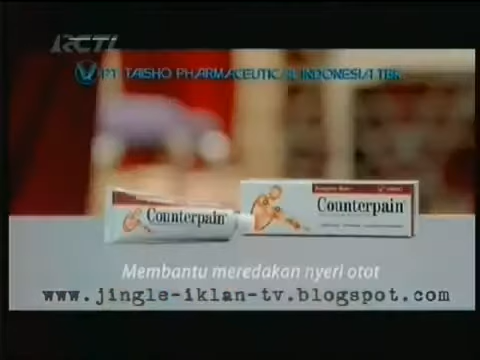 RCTI
PT TAISHO PHARMACEUTICAL INDONESIA TBK
Counterpain
Counterpain
Membantu meredakan nyeri otot
www.jingle-iklan-tv.blogspot.com